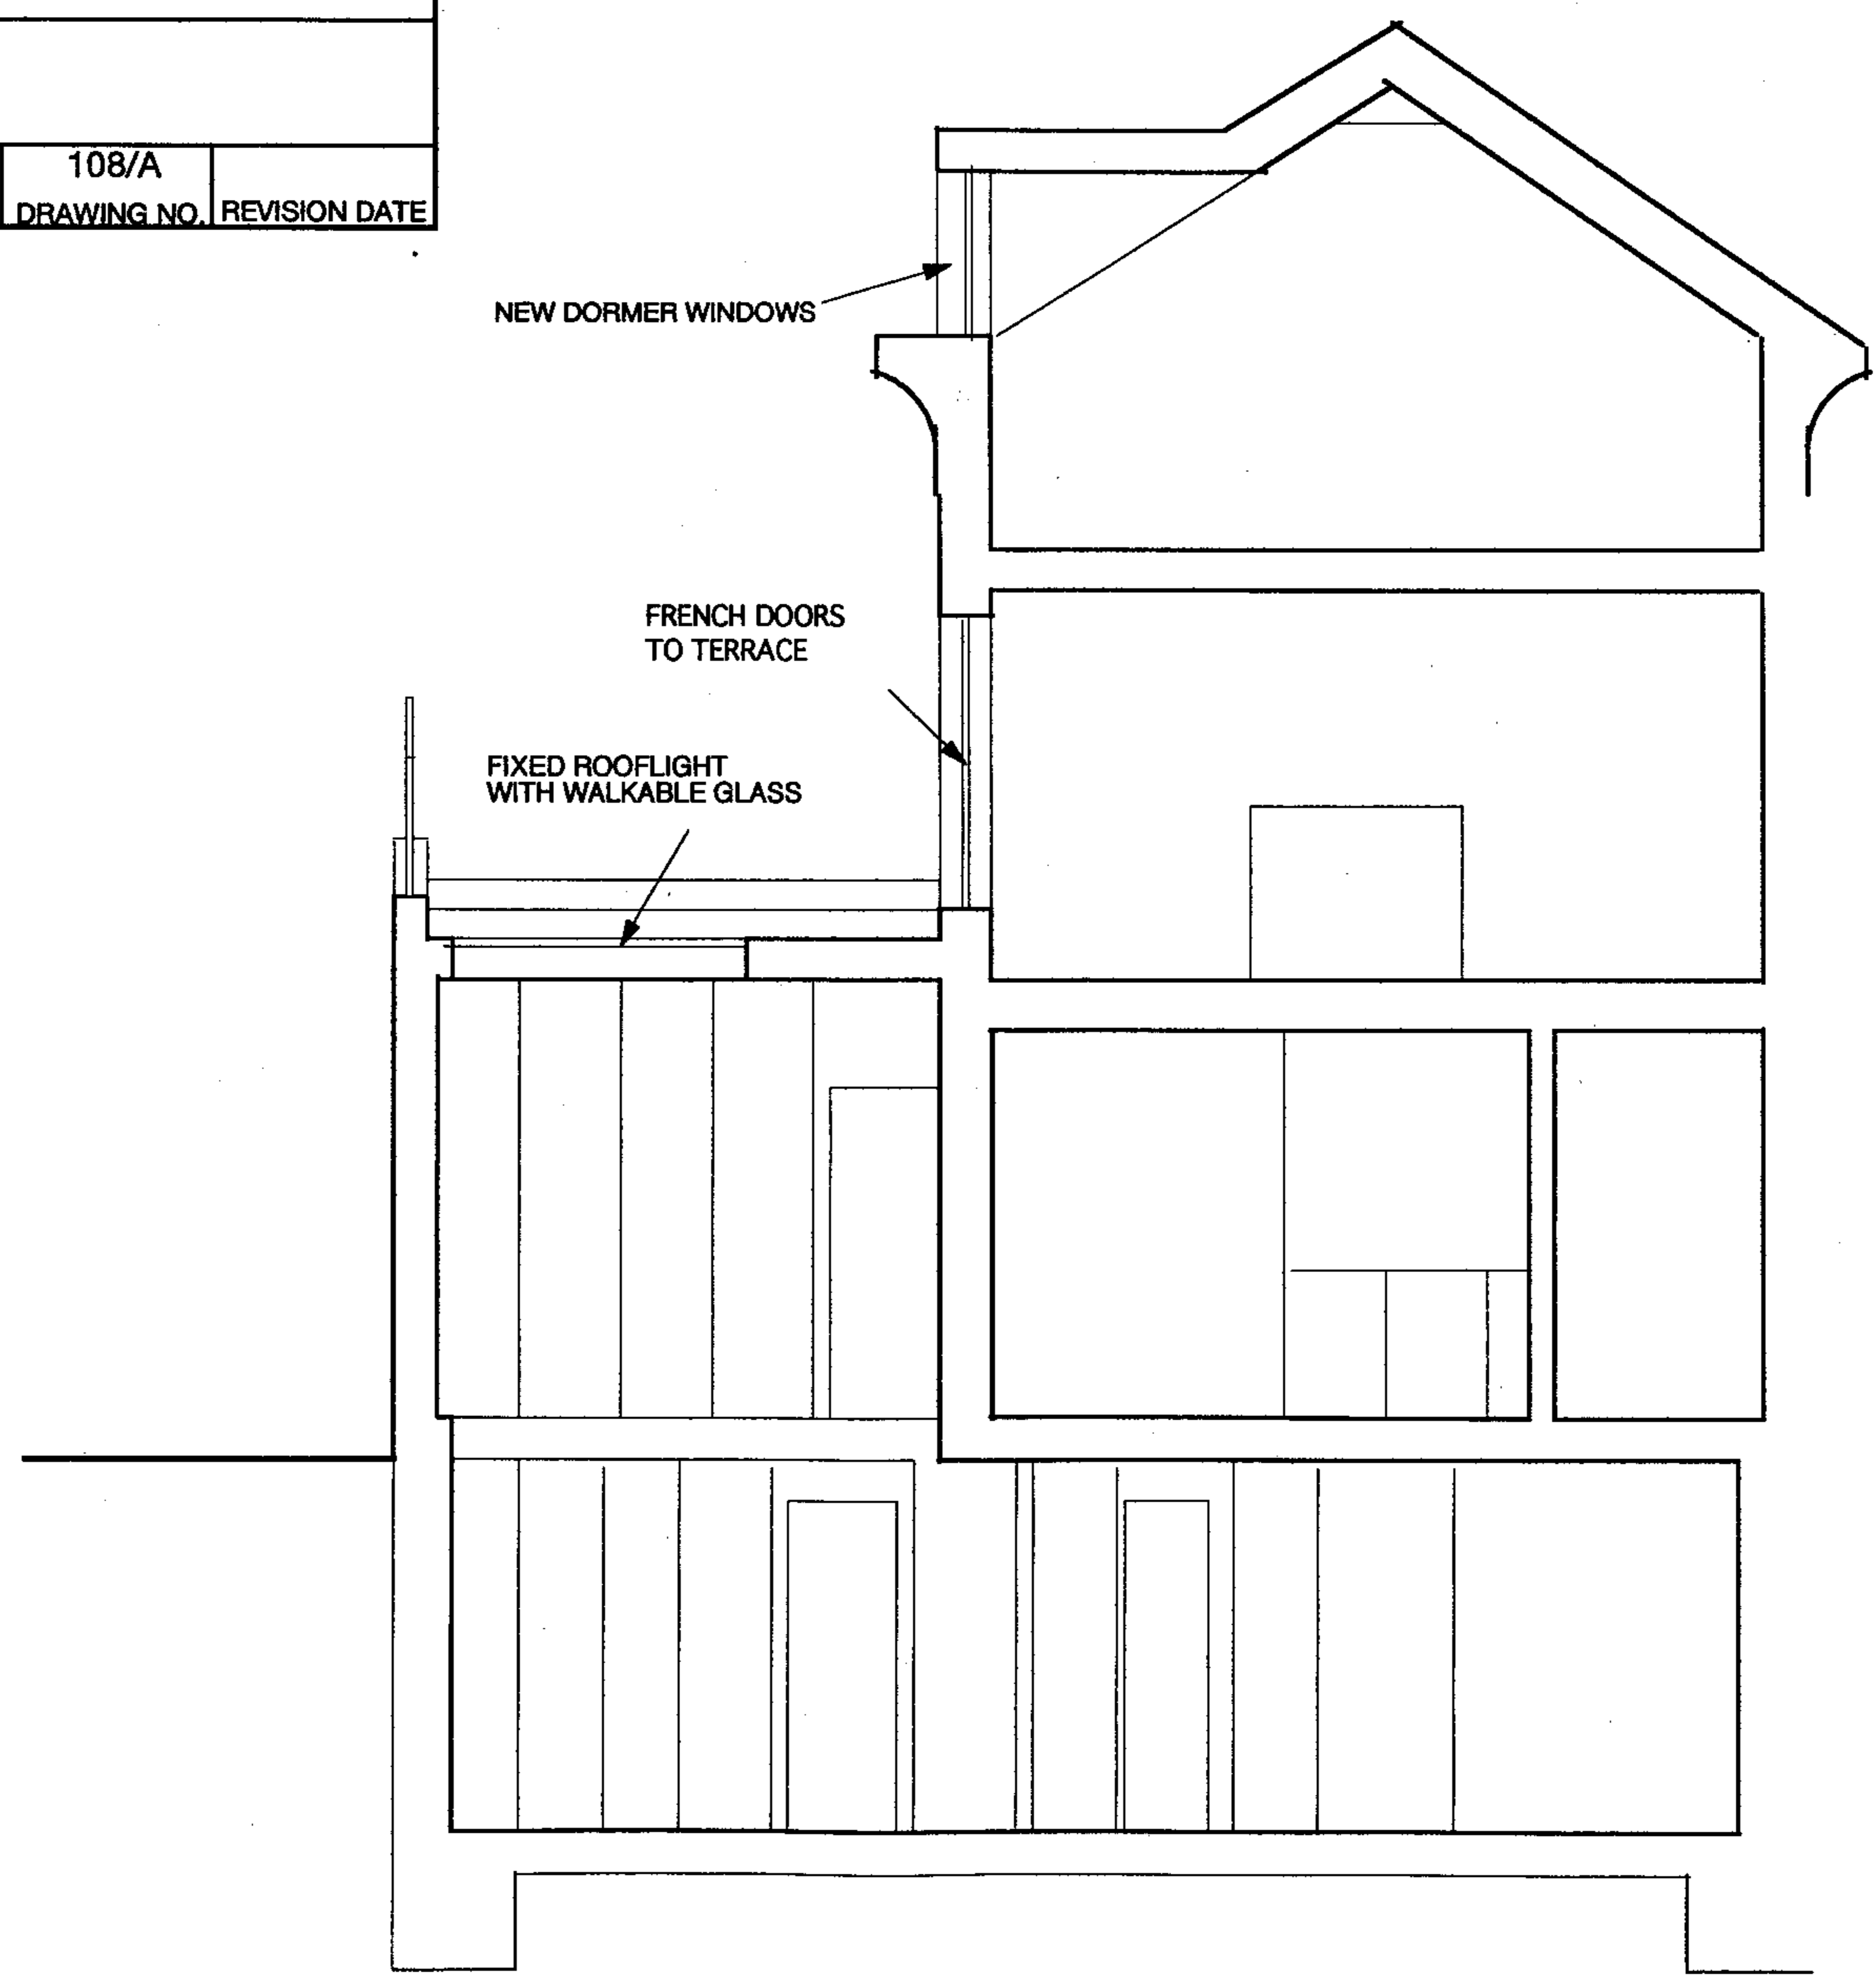 108/A
DRAWING NO. REVISION DATE
NEW DORMER WINDOWS
FRENCH DOORS
TO TERRACE
FIXED ROOFLIGHT
WITH WALKABLE GLASS